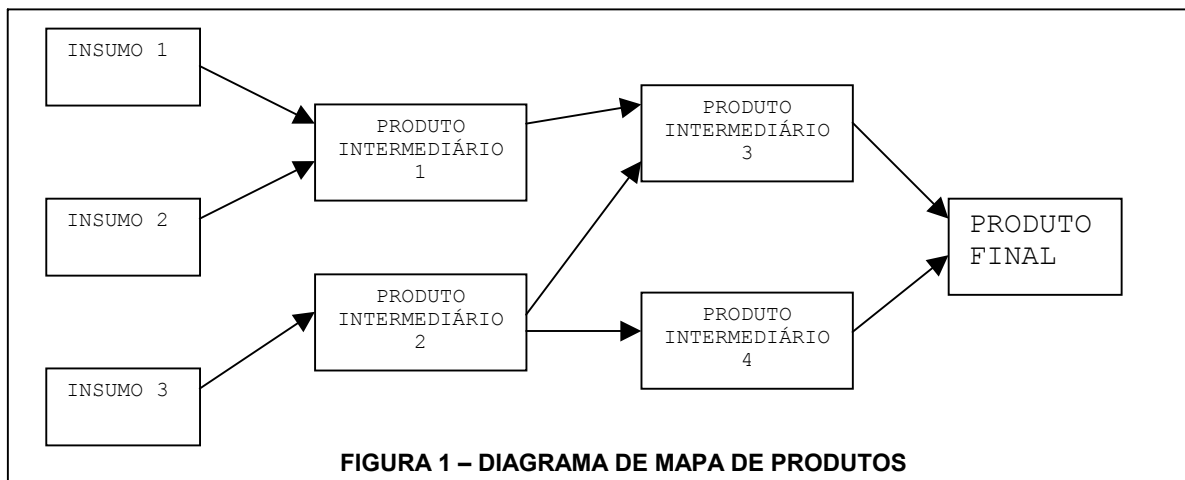 INSUMO 1
INSUMO 2
INSUMO 3
PRODUTO
INTERMEDIÁRIO
1
PRODUTO
INTERMEDIÁRIO
2
PRODUTO
INTERMEDIÁRIO
3
PRODUTO
INTERMEDIÁRIO
4
PRODUTO
FINAL
FIGURA 1 – DIAGRAMA DE MAPA DE PRODUTOS